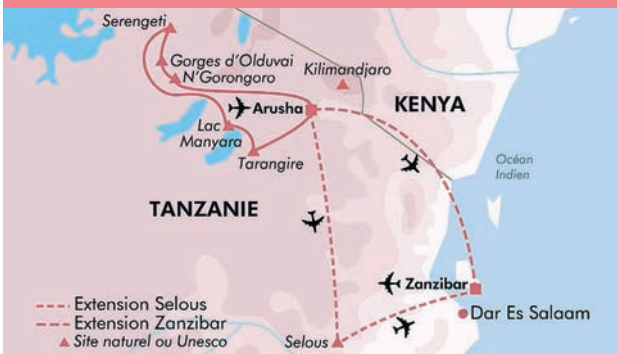 Serengeti
Gorges d'Olduvai
N'Gorongoro
Kilimandjaro
KENYA
Arusha
Lac
Manyara
Tarangire
Océan
Indien
TANZANIE
Zanzibar
Dar Es Salaam
Extension Selous
Extension Zanzibar
Site naturel ou Unesco
Selous